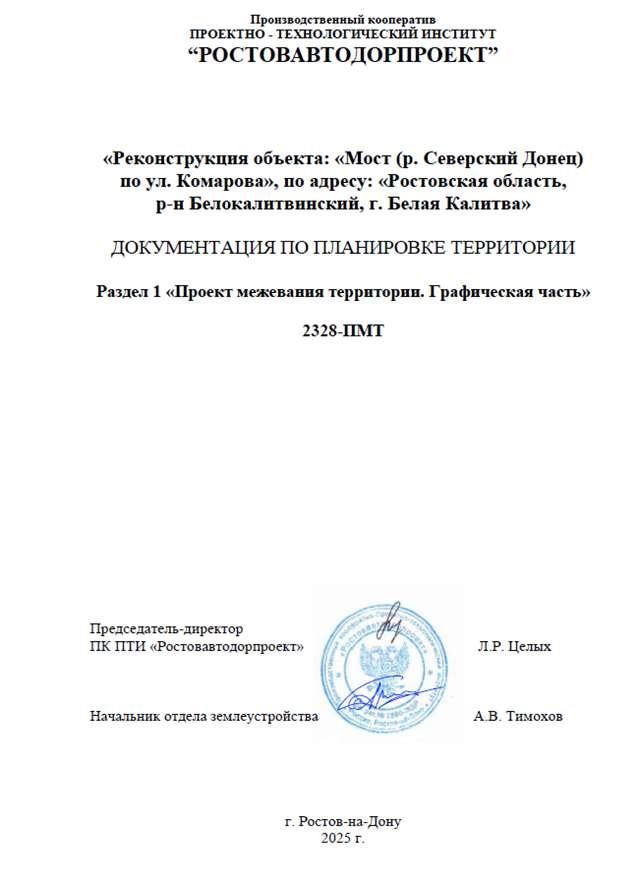 Производственный кооператив
ПРОЕКТНО - ТЕХНОЛОГИЧЕСКИЙ ИНСТИТУТ
“РОСТОВАВТОДОРПРОЕКТ”
«Реконструкция объекта: «Мост (р. Северский Донец)
по ул. Комарова», по адресу: «Ростовская область,
р-н Белокалитвинский, г. Белая Калитва»
ДОКУМЕНТАЦИЯ ПО ПЛАНИРОВКЕ ТЕРРИТОРИИ
Раздел 1 «Проект межевания территории. Графическая часть»
2328-ПМТ
Председатель-директор
ПК ПТИ «Ростовавтодорпроект»
Л.Р. Целых
Начальник отдела землеустройства
А.В. Тимохов
«Ростовавтодорпроект»
г. Ростов-на-Дону
2025 г.